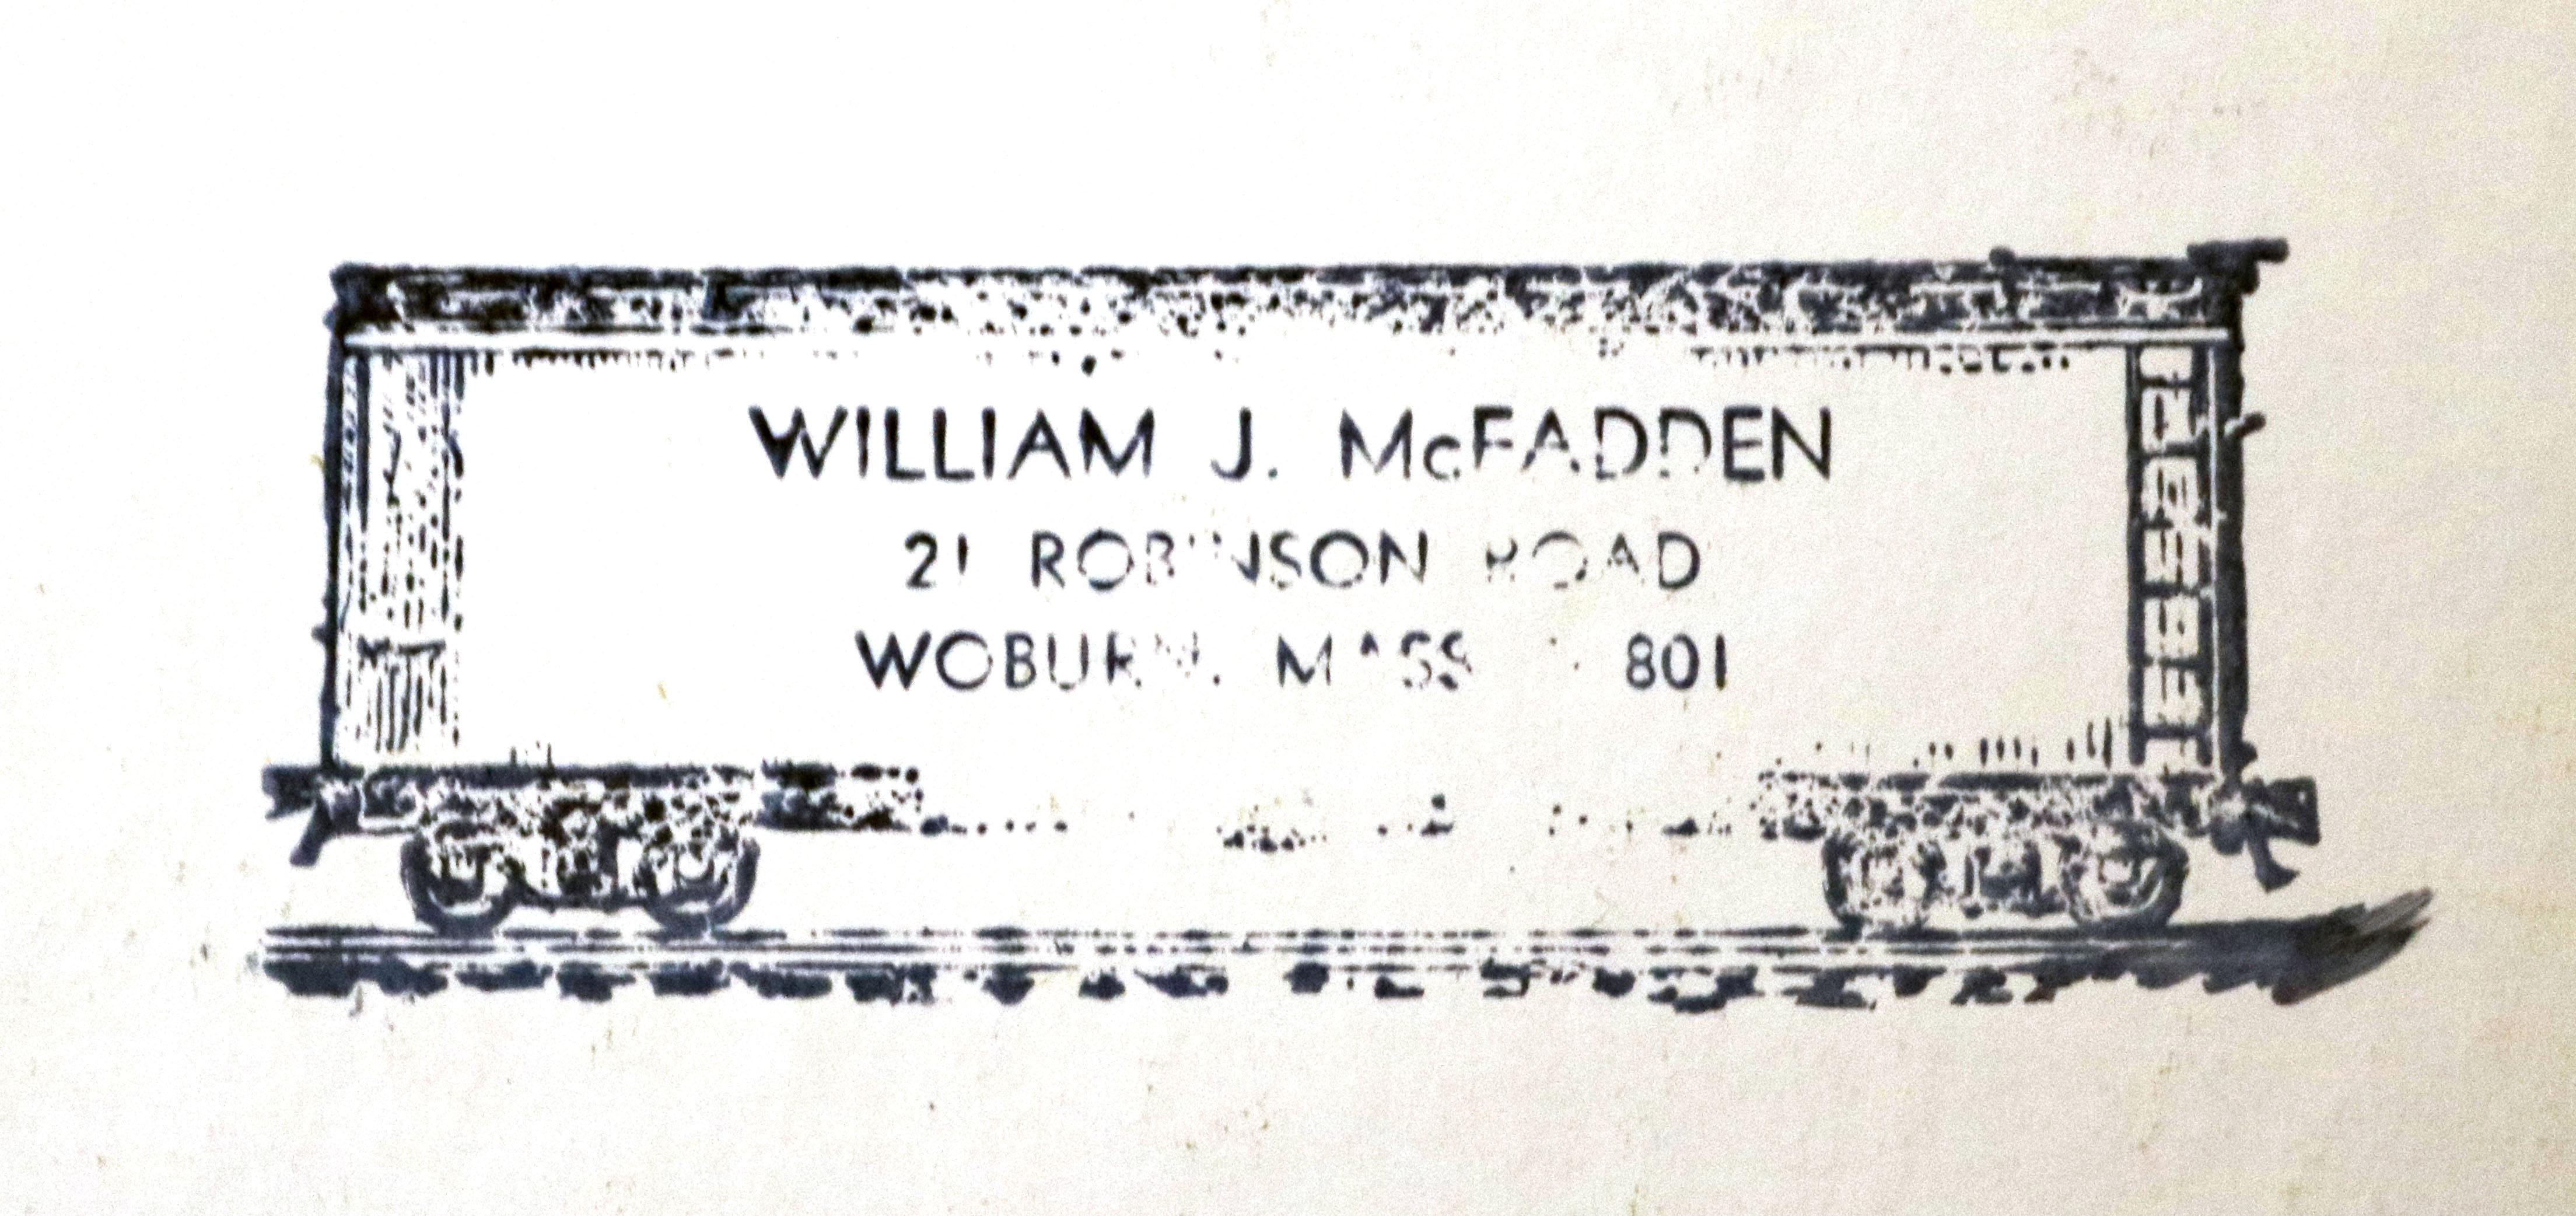 WILLIAM J. McFADDEN
21 ROBINSON ROAD
WOBURN, MASS 801